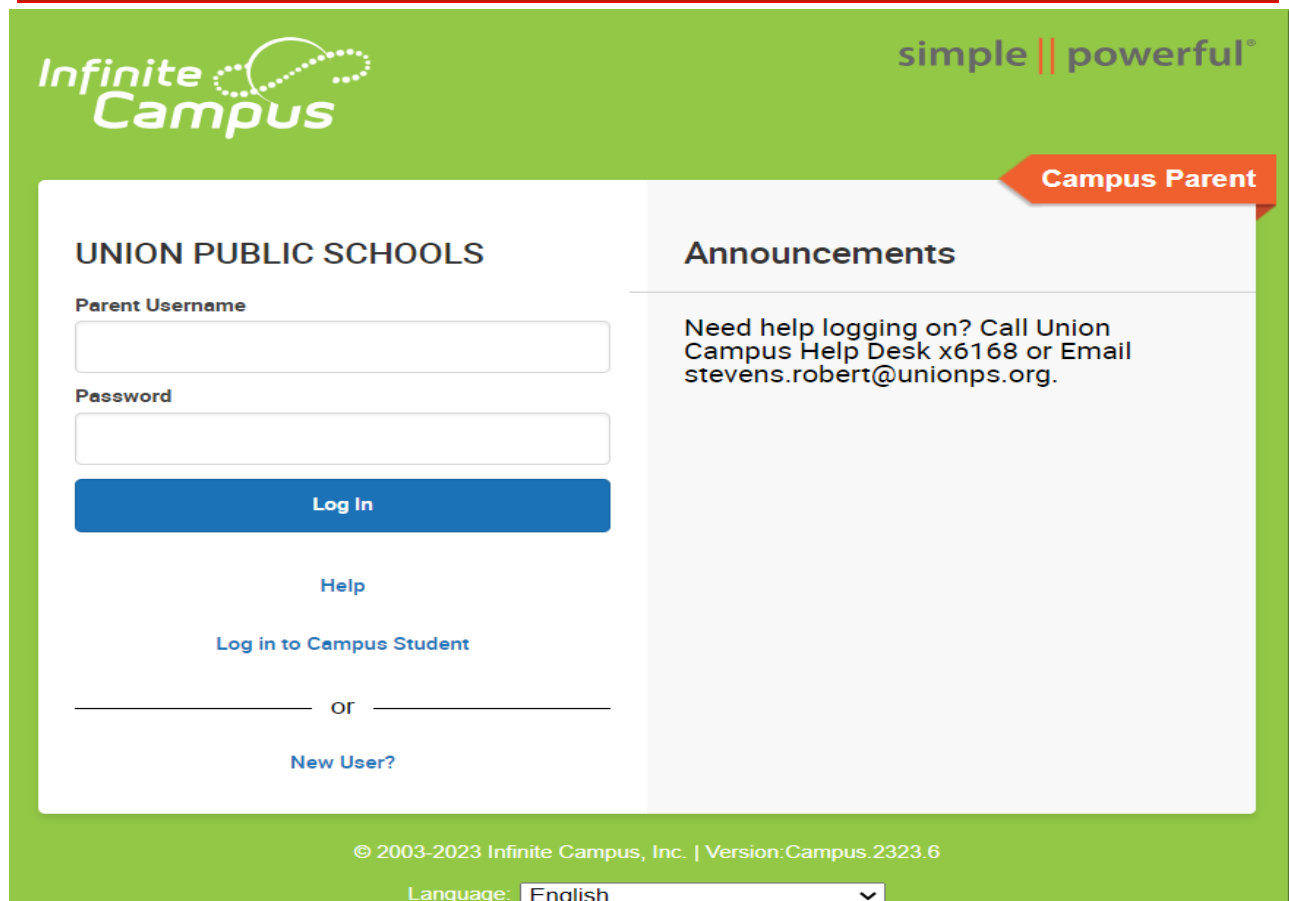 Infinite
Campus
simple || powerful®
Campus Parent
UNION PUBLIC SCHOOLS
Parent Username
Password
Log In
Help
Log in to Campus Student
or
New User?
Announcements
Need help logging on? Call Union
Campus Help Desk x6168 or Email
stevens.robert@unionps.org.
© 2003-2023 Infinite Campus, Inc. | Version:Campus.2323.6
Language: English